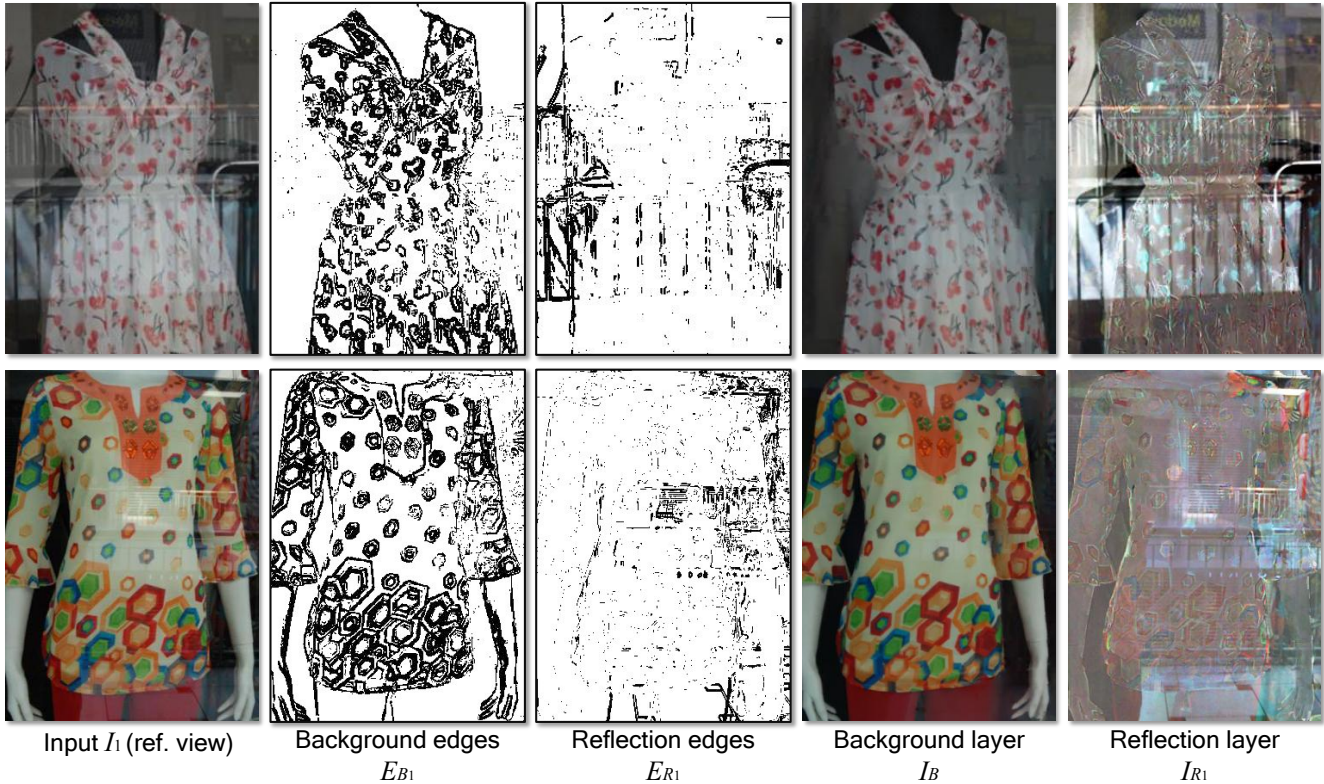 Input I1 (ref. view)
Background edges
EB1
Reflection edges
ER1
Background layer
IB
Reflection layer
IR1